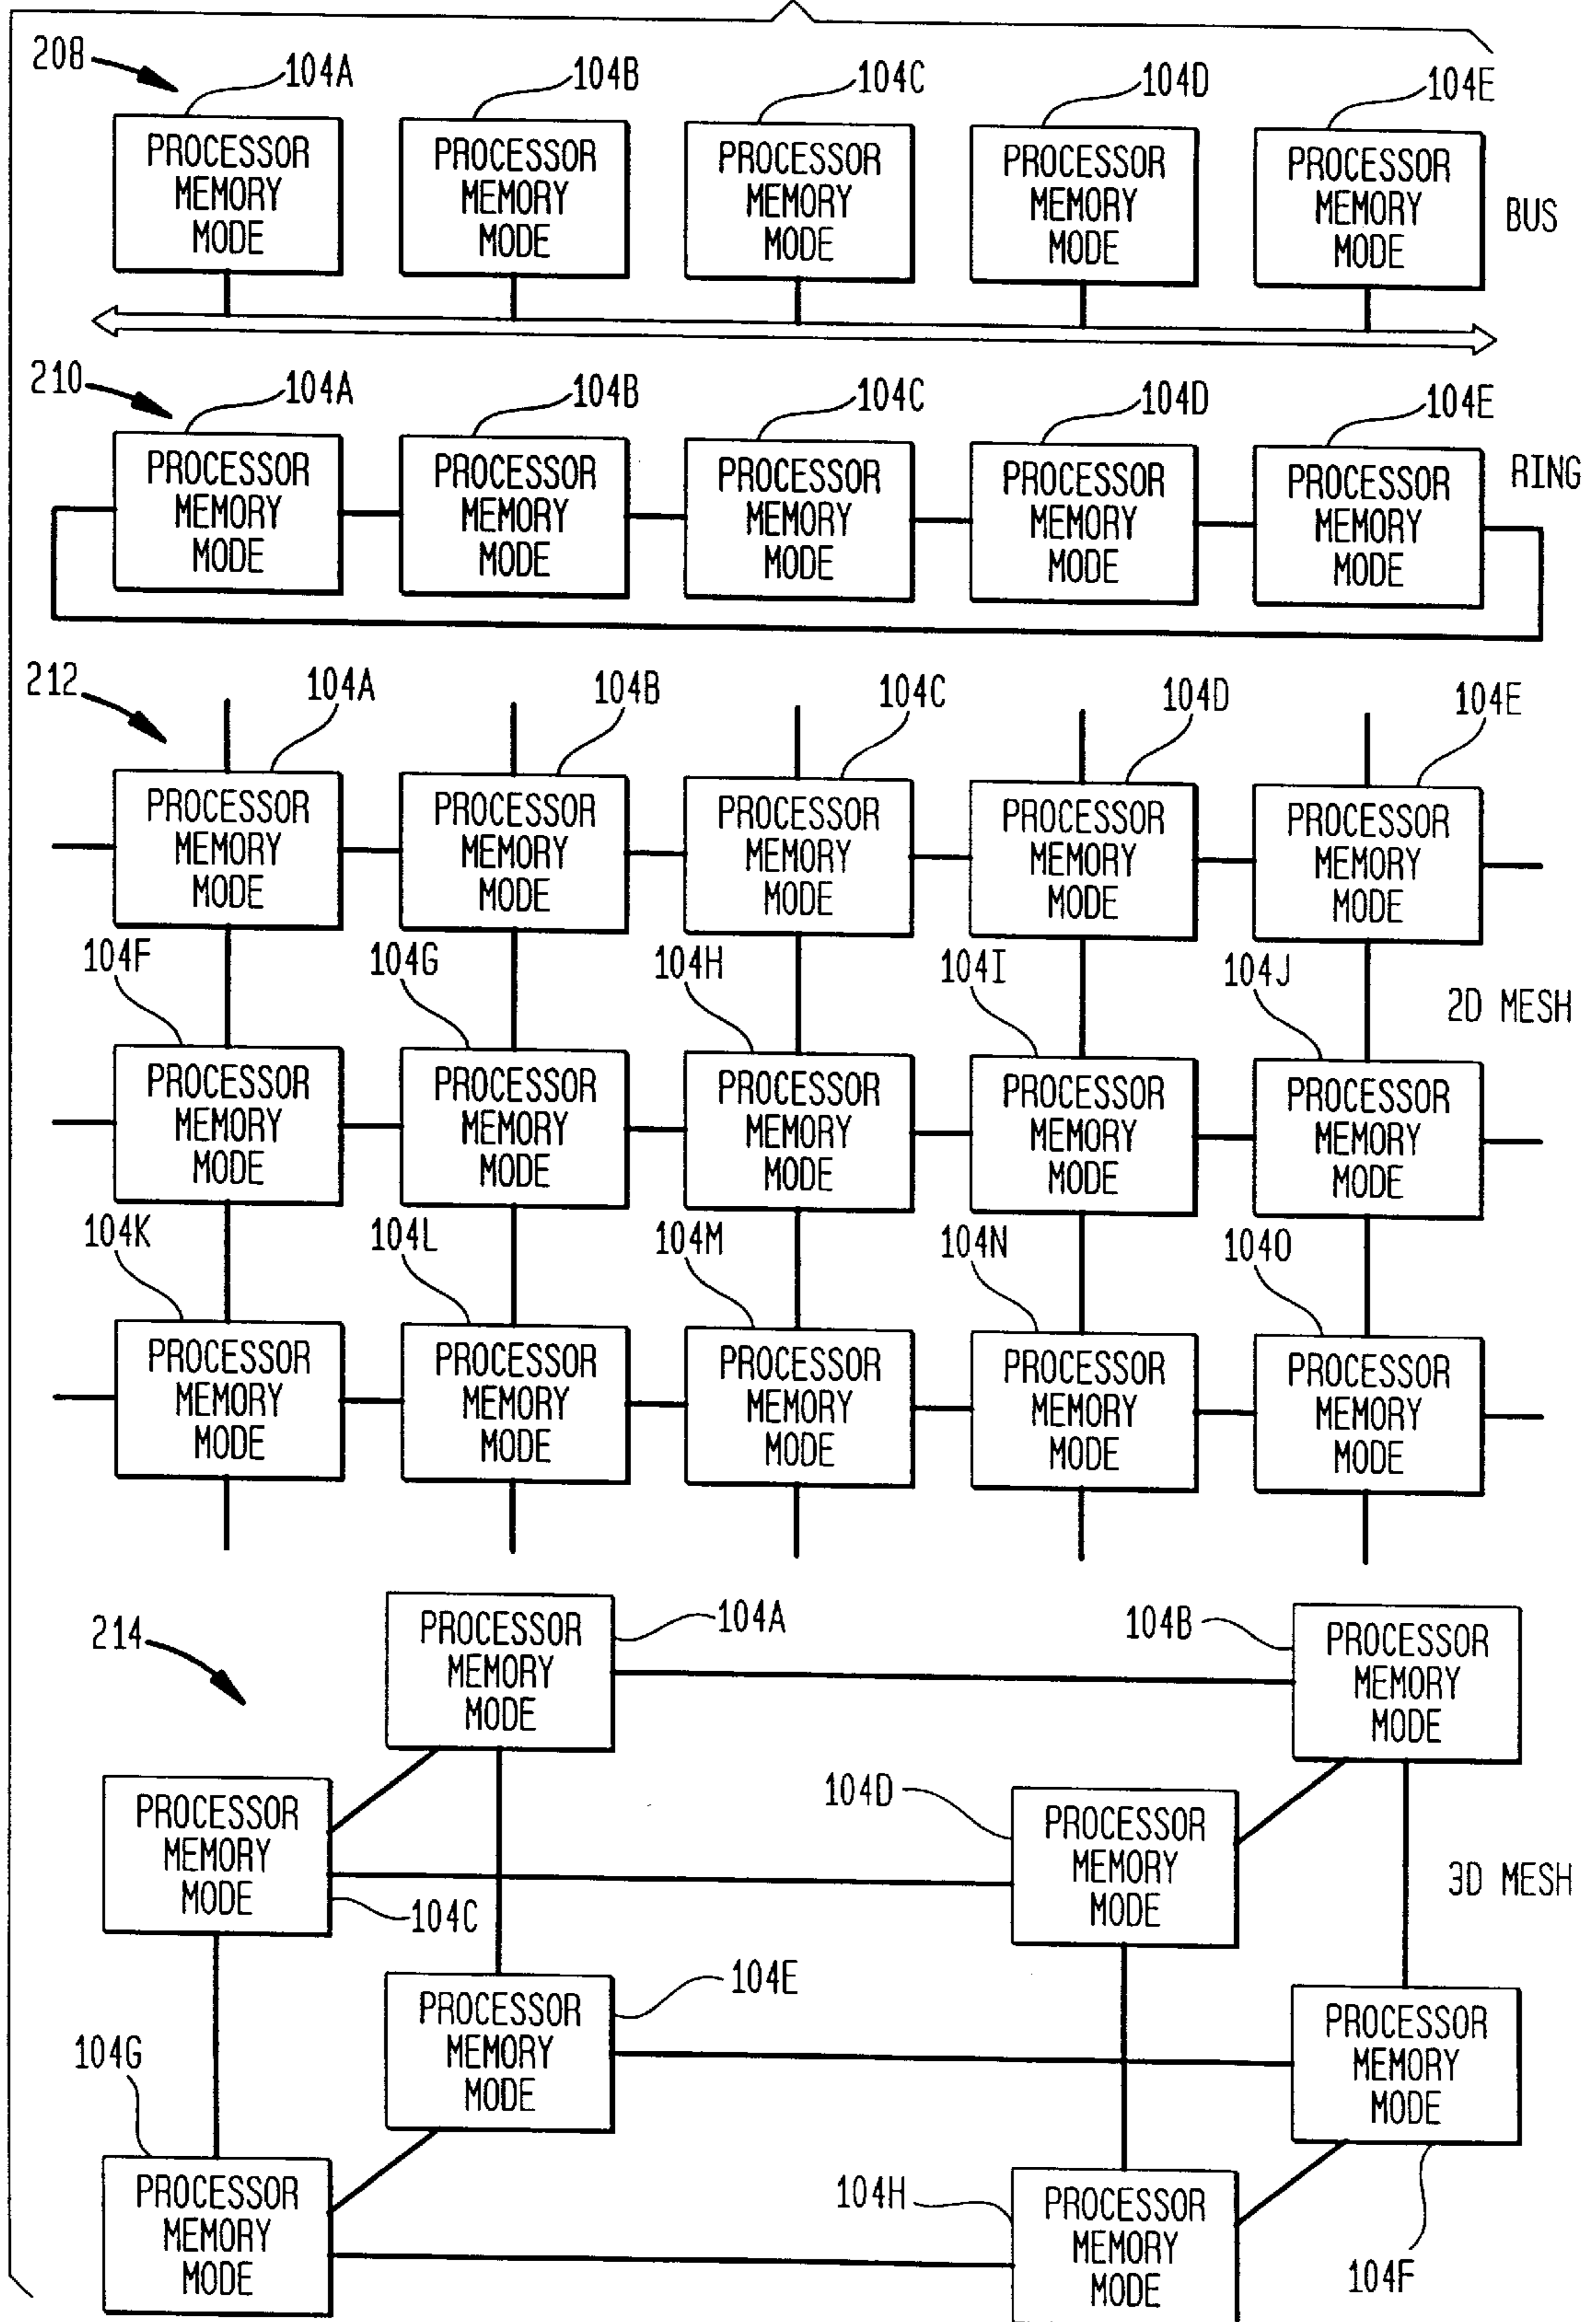 208
104A
104B
104C
104D
104E
PROCESSOR
MEMORY
MODE
PROCESSOR
MEMORY
MODE
PROCESSOR
MEMORY
MODE
PROCESSOR
MEMORY
MODE
PROCESSOR
MEMORY
MODE
BUS
210
104A
104B
104C
104D
104E
PROCESSOR
MEMORY
MODE
PROCESSOR
MEMORY
MODE
PROCESSOR
MEMORY
MODE
PROCESSOR
MEMORY
MODE
PROCESSOR
MEMORY
MODE
RING
212
104A
104B
104C
104D
104E
PROCESSOR
MEMORY
MODE
PROCESSOR
MEMORY
MODE
PROCESSOR
MEMORY
MODE
PROCESSOR
MEMORY
MODE
PROCESSOR
MEMORY
MODE
104F
104G
104H
104I
104J
2D MESH
PROCESSOR
MEMORY
MODE
PROCESSOR
MEMORY
MODE
PROCESSOR
MEMORY
MODE
PROCESSOR
MEMORY
MODE
PROCESSOR
MEMORY
MODE
104K
104L
104M
104N
104O
PROCESSOR
MEMORY
MODE
PROCESSOR
MEMORY
MODE
PROCESSOR
MEMORY
MODE
PROCESSOR
MEMORY
MODE
PROCESSOR
MEMORY
MODE
214
PROCESSOR
MEMORY
MODE
104A
104B
PROCESSOR
MEMORY
MODE
PROCESSOR
MEMORY
MODE
104C
104D
PROCESSOR
MEMORY
MODE
3D MESH
PROCESSOR
MEMORY
MODE
104E
PROCESSOR
MEMORY
MODE
104G
PROCESSOR
MEMORY
MODE
104H
PROCESSOR
MEMORY
MODE
104F